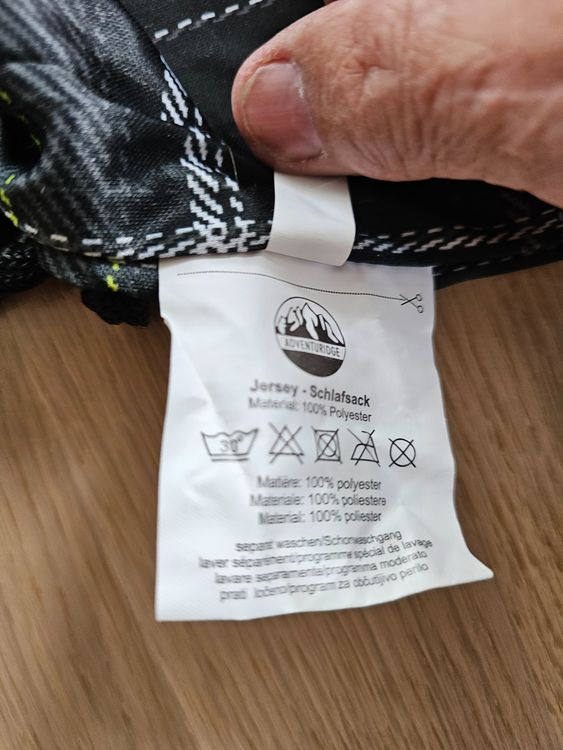 ADVENTURIDGE
Jersey - Schlafsack
Material: 100% Polyester
30°
Matière: 100% polyester
Materiale: 100% poliestere
Material: 100% poliester
separat waschen/Schonwaschgang
laver séparément/programme spécial de lavage
lavare separamente/programma moderato
prati ločeno/program za občutljivo perilo